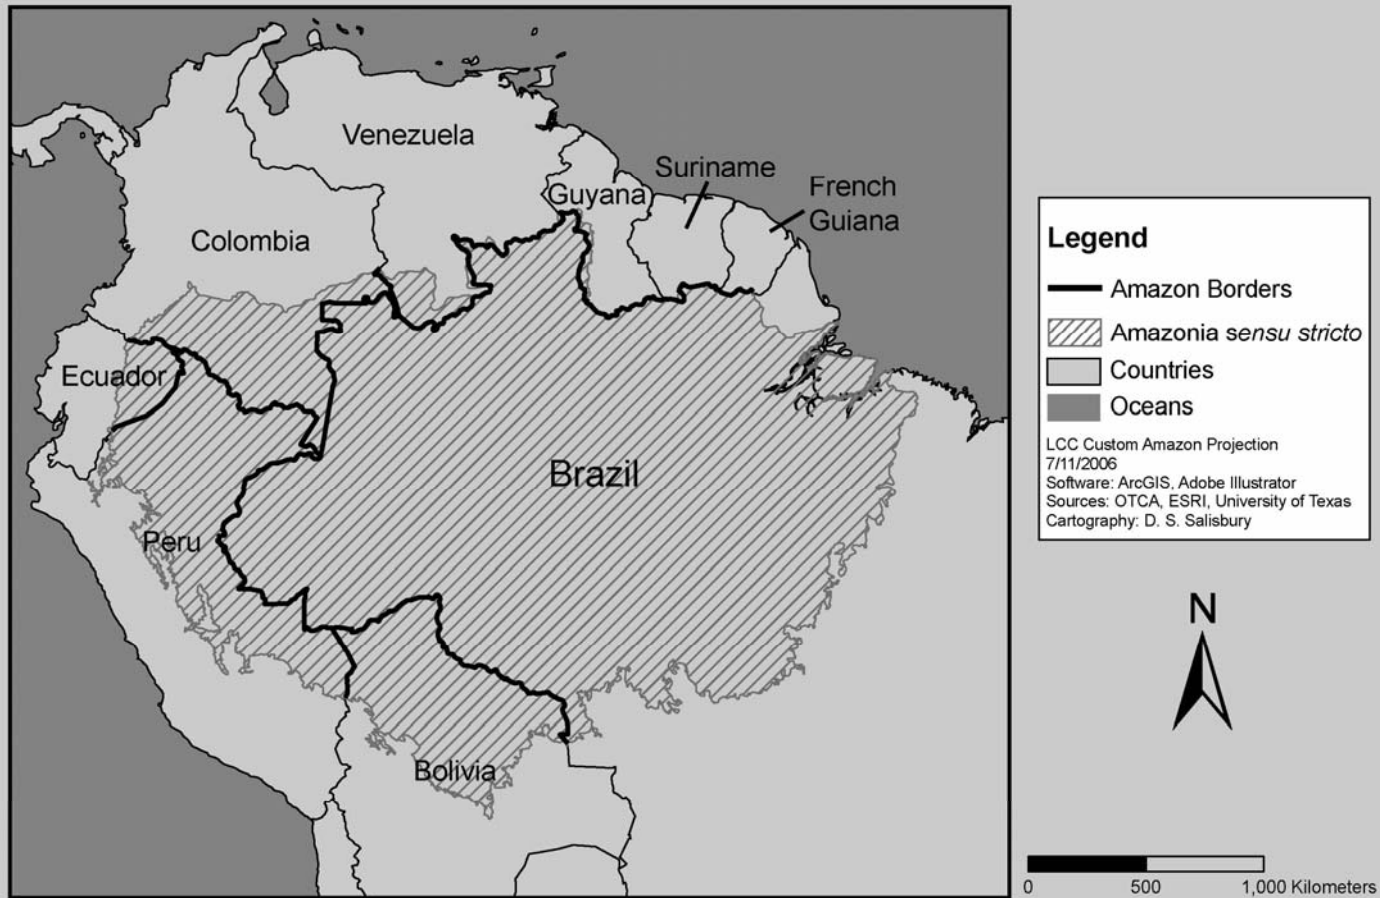 Venezuela
Suriname
Guyana
French
Guiana
Colombia
Ecuador
Brazil
Peru
Bolivia
Legend
Amazon Borders
Amazonia sensu stricto
Countries
Oceans
LCC Custom Amazon Projection
7/11/2006
Software: ArcGIS, Adobe Illustrator
Sources: OTCA, ESRI, University of Texas
Cartography: D. S. Salisbury
N
0 500 1,000 Kilometers